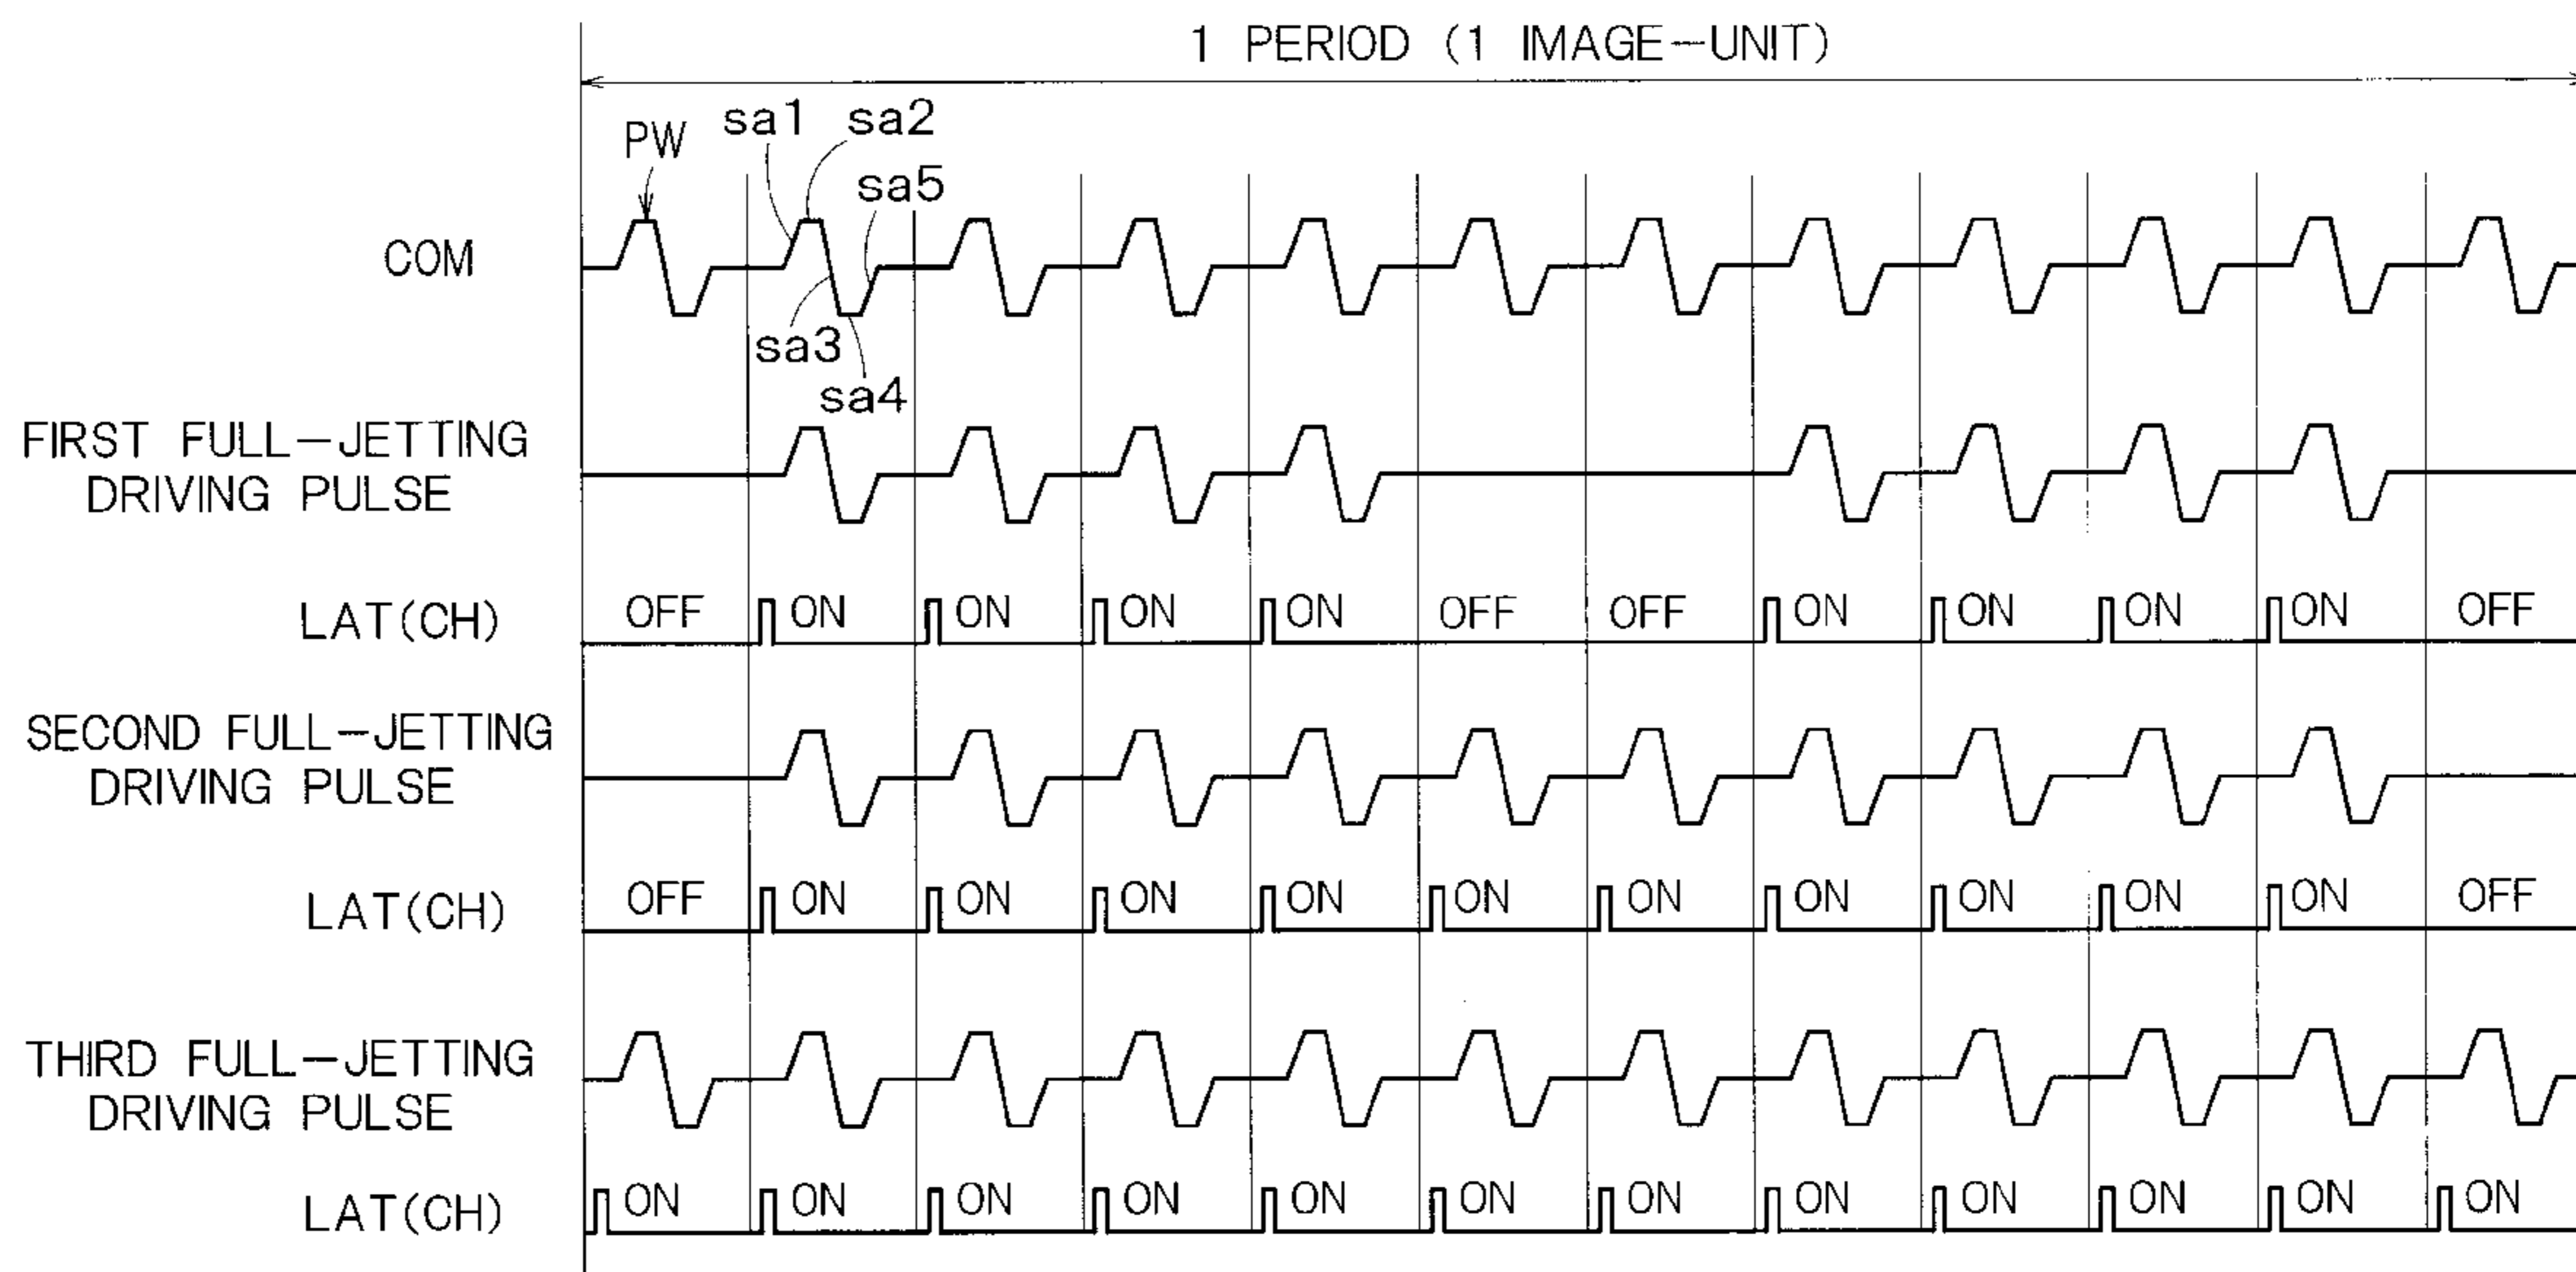 1 PERIOD (1 IMAGE-UNIT)
PW sa1 sa2
sa5
COM
sa3
sa4
FIRST FULL-JETTING
DRIVING PULSE
LAT(CH) OFF ON ON ON ON OFF OFF ON ON ON ON OFF
SECOND FULL-JETTING
DRIVING PULSE
LAT(CH) OFF ON ON ON ON ON ON ON ON ON ON OFF
THIRD FULL-JETTING
DRIVING PULSE
LAT(CH) ON ON ON ON ON ON ON ON ON ON ON ON